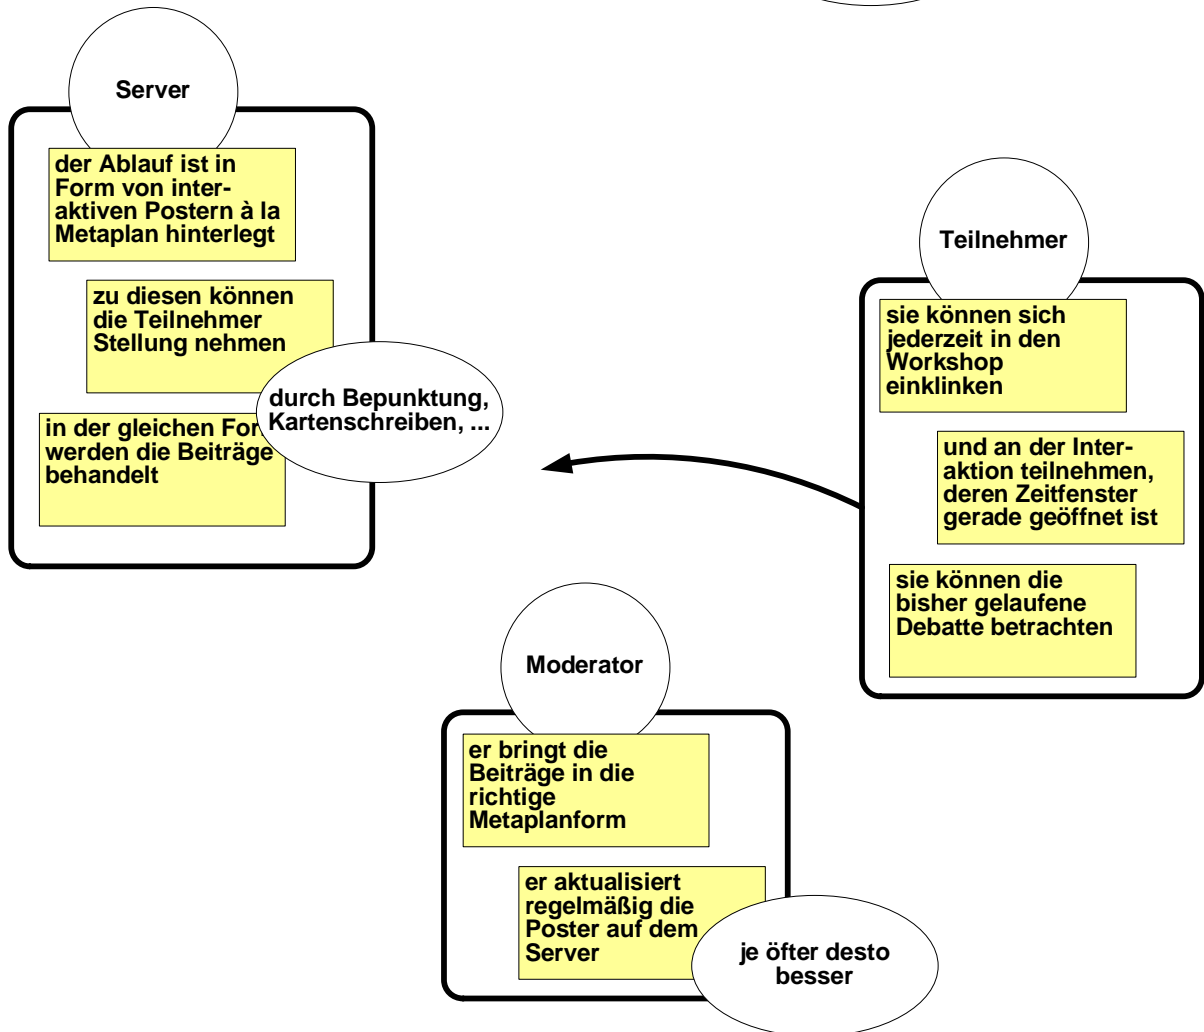 Server
der Ablauf ist in
Form von inter-
aktiven Postern à la
Metaplan hinterlegt
zu diesen können
die Teilnehmer
Stellung nehmen
durch Bepunktung,
Kartenschreiben, ...
in der gleichen For
werden die Beiträge
behandelt
Teilnehmer
sie können sich
jederzeit in den
Workshop
einklinken
und an der Inter-
aktion teilnehmen,
deren Zeitfenster
gerade geöffnet ist
sie können die
bisher gelaufene
Debatte betrachten
Moderator
er bringt die
Beiträge in die
richtige
Metaplanform
er aktualisiert
regelmäßig die
Poster auf dem
Server
je öfter desto
besser